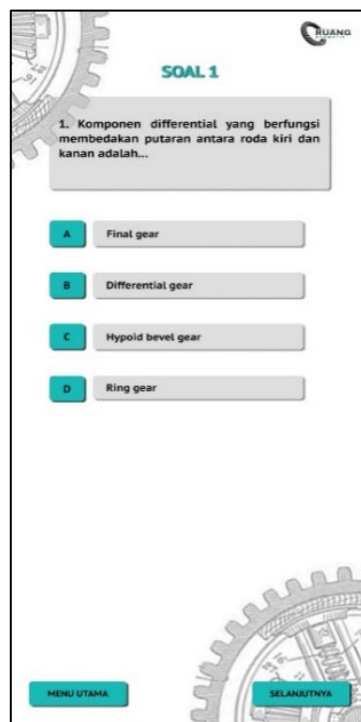 RUANG
SOAL 1
1. Komponen differential yang berfungsi
membedakan putaran antara roda kiri dan
kanan adalah...
A Final gear
B Differential gear
C Hypoid bevel gear
D Ring gear
MENU UTAMA
SELANJUTNYA